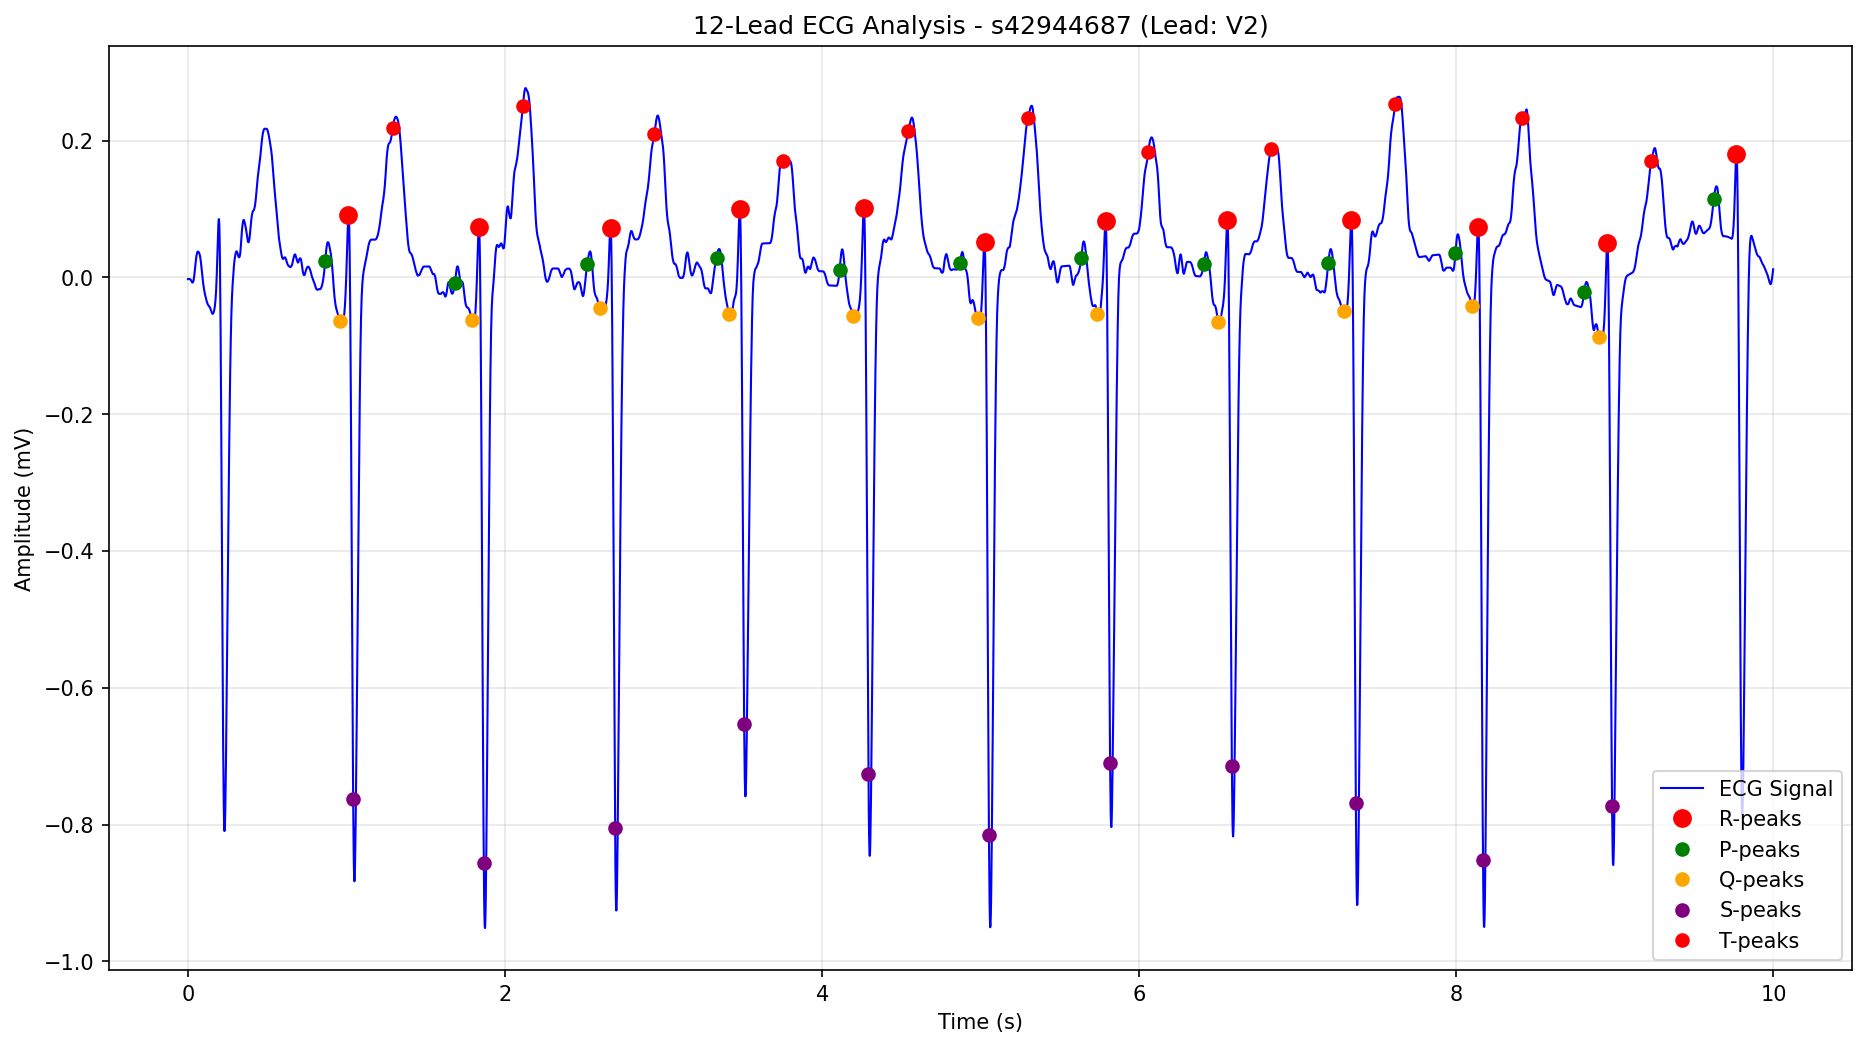 12-Lead ECG Analysis - s42944687 (Lead: V2)
Amplitude (mV)
0.2
0.0
−0.2
−0.4
−0.6
−0.8
−1.0
0
2
4
6
8
10
Time (s)
ECG Signal
R-peaks
P-peaks
Q-peaks
S-peaks
T-peaks